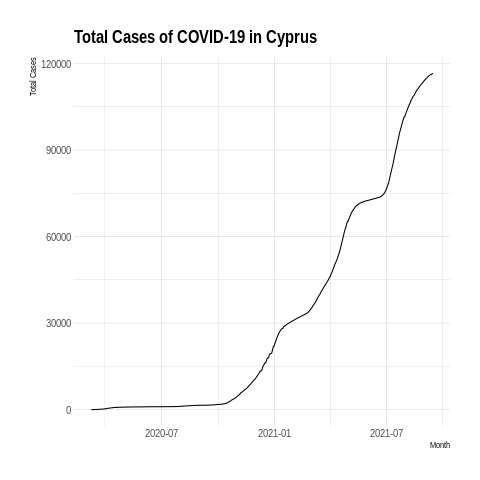 Total Cases of COVID-19 in Cyprus
Total Cases
120000
90000
60000
30000
0
2020-07
2021-01
2021-07
Month